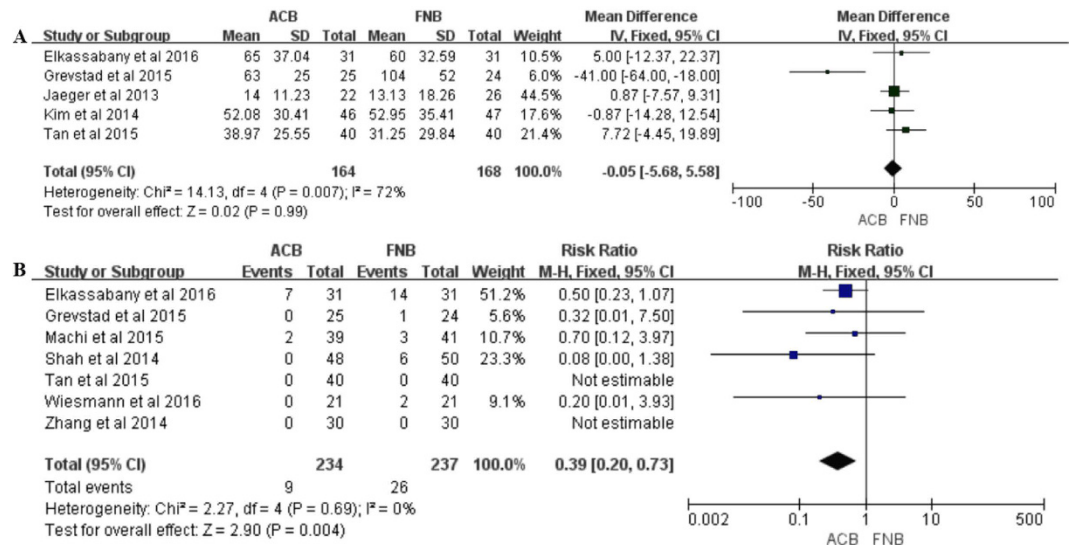 ACB FNB Mean Difference Mean Difference
A Study or Subgroup Mean SD Total Mean SD Total Weight IV, Fixed, 95% CI IV, Fixed, 95% CI
Elkassabany et al 2016 65 37.04 31 60 32.59 31 10.5% 5.00 [-12.37, 22.37]
Grevstad et al 2015 63 25 25 104 52 24 6.0% -41.00 [-64.00, -18.00]
Jaeger et al 2013 14 11.23 22 13.13 18.26 26 44.5% 0.87 [-7.57, 9.31]
Kim et al 2014 52.08 30.41 46 52.95 35.41 47 17.6% -0.87 [-14.28, 12.54]
Tan et al 2015 38.97 25.55 40 31.25 29.84 40 21.4% 7.72 [-4.45, 19.89]
Total (95% CI) 164 168 100.0% -0.05 [-5.68, 5.58]
Heterogeneity: Chi² = 14.13, df = 4 (P = 0.007); I² = 72%
Test for overall effect: Z = 0.02 (P = 0.99)
-100 -50 0 50 100
ACB FNB
ACB FNB Risk Ratio Risk Ratio
B Study or Subgroup Events Total Events Total Weight M-H, Fixed, 95% CI M-H, Fixed, 95% CI
Elkassabany et al 2016 7 31 14 31 51.2% 0.50 [0.23, 1.07]
Grevstad et al 2015 0 25 1 24 5.6% 0.32 [0.01, 7.50]
Machi et al 2015 2 39 3 41 10.7% 0.70 [0.12, 3.97]
Shah et al 2014 0 48 6 50 23.3% 0.08 [0.00, 1.38]
Tan et al 2015 0 40 0 40 Not estimable
Wiesmann et al 2016 0 21 2 21 9.1% 0.20 [0.01, 3.93]
Zhang et al 2014 0 30 0 30 Not estimable
Total (95% CI) 234 237 100.0% 0.39 [0.20, 0.73]
Total events 9 26
Heterogeneity: Chi² = 2.27, df = 4 (P = 0.69); I² = 0%
Test for overall effect: Z = 2.90 (P = 0.004)
0.002 0.1 1 10 500
ACB FNB